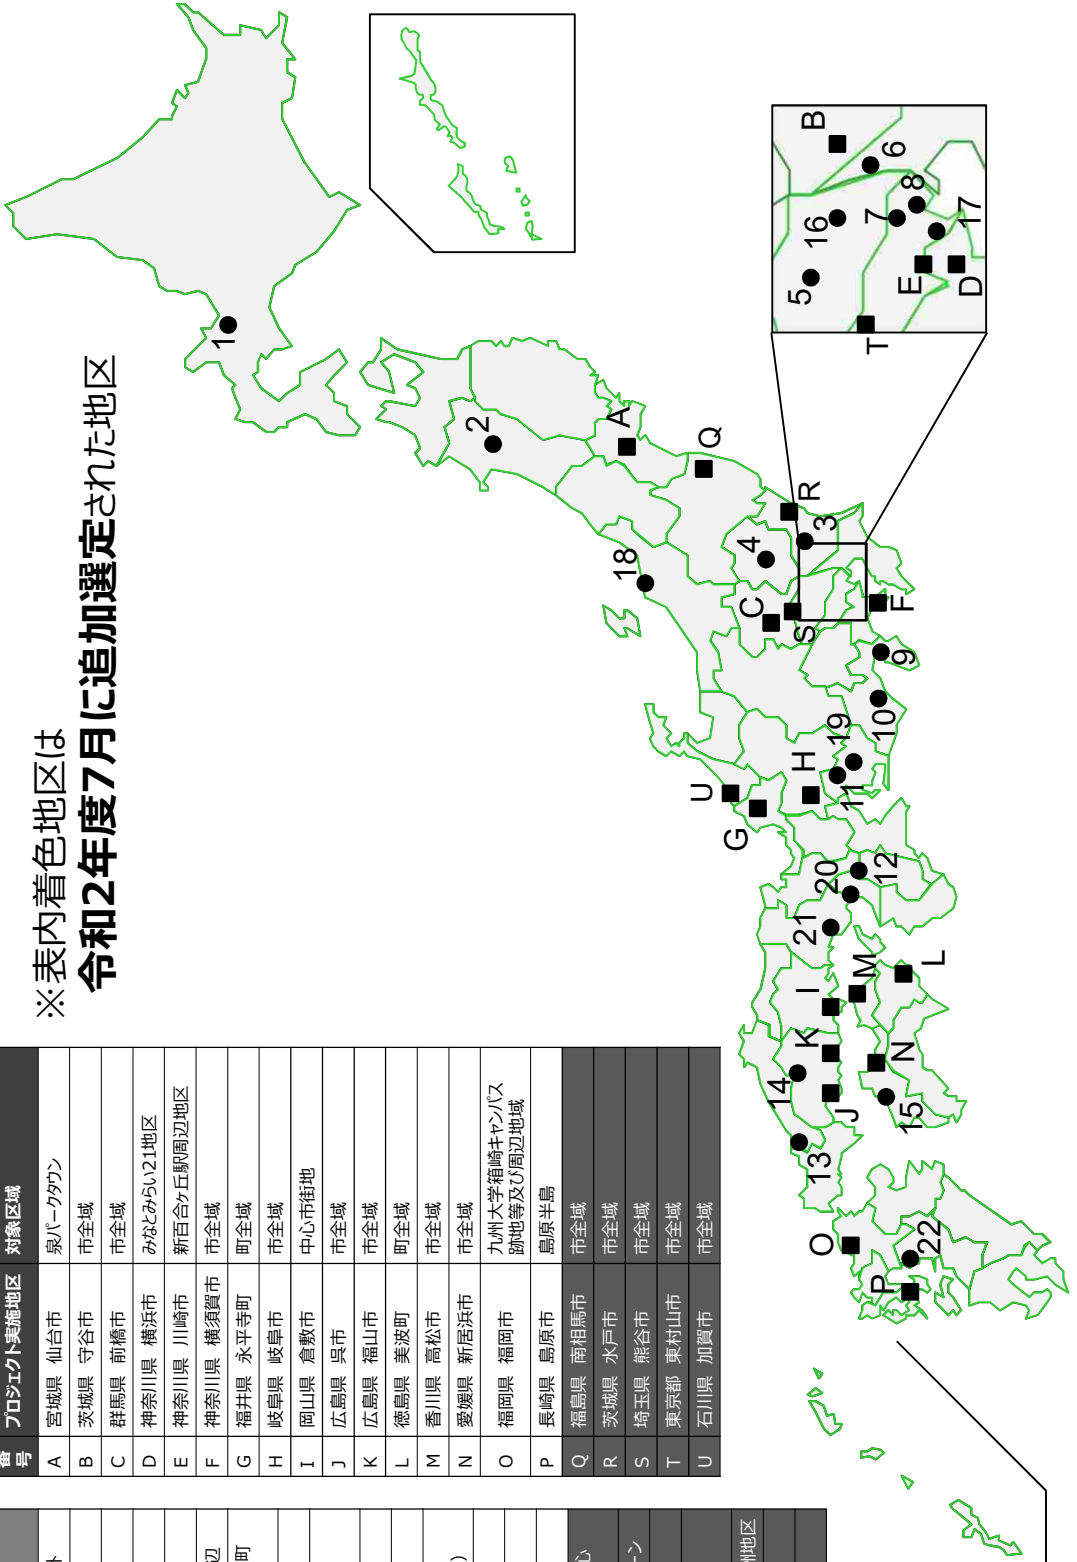 ※表内着色地区は
令和2年度7月に追加選定された地区
番号 プロジェクト実施地区 対象区域
A 宮城県 仙台市 泉パークタウン
B 茨城県 守谷市 市全域
C 群馬県 前橋市 市全域
D 神奈川県 横浜市 みなとみらい21地区
E 神奈川県 川崎市 新百合ヶ丘駅周辺地区
F 神奈川県 横須賀市 市全域
G 福井県 永平寺町 町全域
H 岐阜県 岐阜市 市全域
I 岡山県 倉敷市 中心市街地
J 広島県 呉市 市全域
K 広島県 福山市 市全域
L 徳島県 美波町 町全域
M 香川県 高松市 市全域
N 愛媛県 新居浜市 市全域
O 福岡県 福岡市 九州大学箱崎キャンパス
跡地等及び周辺地域
P 長崎県 島原市 島原半島
Q 福島県 南相馬市 市全域
R 茨城県 水戸市 市全域
S 埼玉県 熊谷市 市全域
T 東京都 東村山市 市全域
U 石川県 加賀市 市全域
ト
辺
町
)
心
ーン
州地区
1
2
A
Q
18
4
R
3
C
S
F
9
10
19
11
H
U
G
20
12
21
M
L
I
K
N
J
14
15
13
O
P
22
B
6
16
7
8
5
17
E
D
T